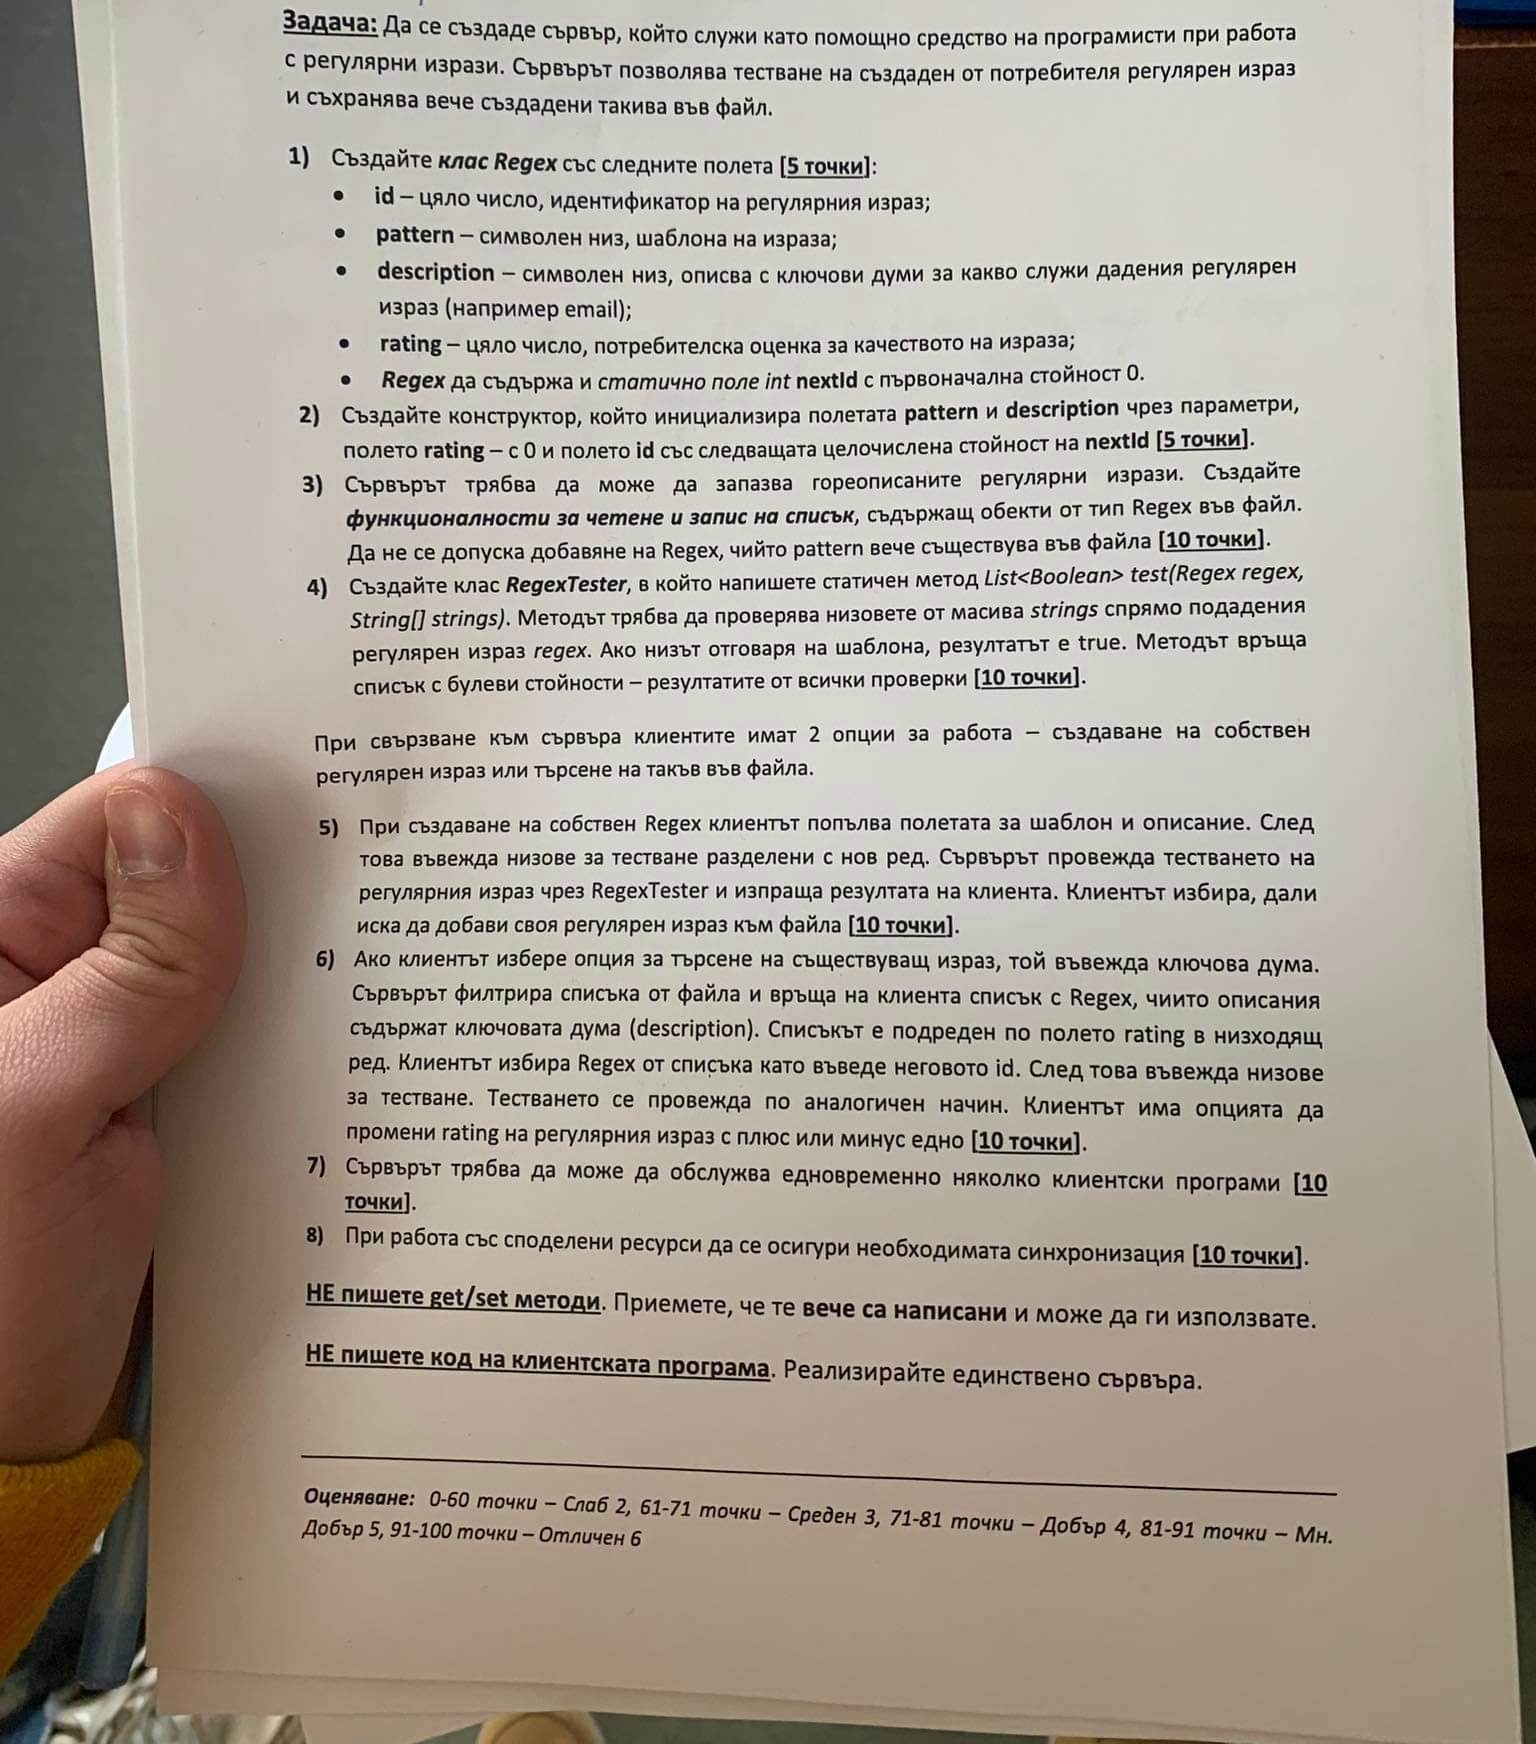 Задача: Да се създаде сървър, който служи като помощно средство на програмисти при работа
с регулярни изрази. Сървърът позволява тестване на създаден от потребителя регулярен израз
и съхранява вече създадени такива във файл.
1) Създайте клас Regex със следните полета [5 точки]:
• id – цяло число, идентификатор на регулярния израз;
• pattern – символен низ, шаблона на израза;
• description – символен низ, описва с ключови думи за какво служи дадения регулярен
израз (например email);
• rating – цяло число, потребителска оценка за качеството на израза;
• Regex да съдържа и статично поле int nextId с първоначална стойност 0.
2) Създайте конструктор, който инициализира полетата pattern и description чрез параметри,
полето rating – с 0 и полето id със следващата целочислена стойност на nextId [5 точки].
3) Сървърът трябва да може да запазва гореописаните регулярни изрази. Създайте
функционалности за четене и запис на списък, съдържащ обекти от тип Regex във файл.
Да не се допуска добавяне на Regex, чийто pattern вече съществува във файла [10 точки].
4) Създайте клас RegexTester, в който напишете статичен метод List<Boolean> test(Regex regex,
String[] strings). Методът трябва да проверява низовете от масива strings спрямо подадения
регулярен израз regex. Ако низът отговаря на шаблона, резултатът е true. Методът връща
списък с булеви стойности – резултатите от всички проверки [10 точки].
При свързване към сървъра клиентите имат 2 опции за работа – създаване на собствен
регулярен израз или търсене на такъв във файла.
5) При създаване на собствен Regex клиентът попълва полетата за шаблон и описание. След
това въвежда низове за тестване разделени с нов ред. Сървърът провежда тестването на
регулярния израз чрез RegexTester и изпраща резултата на клиента. Клиентът избира, дали
иска да добави своя регулярен израз към файла [10 точки].
6) Ако клиентът избере опция за търсене на съществуващ израз, той въвежда ключова дума.
Сървърът филтрира списъка от файла и връща на клиента списък с Regex, чиито описания
съдържат ключовата дума (description). Списъкът е подреден по полето rating в низходящ
ред. Клиентът избира Regex от списъка като въведе неговото id. След това въвежда низове
за тестване. Тестването се провежда по аналогичен начин. Клиентът има опцията да
промени rating на регулярния израз с плюс или минус едно [10 точки].
7) Сървърът трябва да може да обслужва едновременно няколко клиентски програми [10
точки].
8) При работа със споделени ресурси да се осигури необходимата синхронизация [10 точки].
НЕ пишете get/set методи. Приемете, че те вече са написани и може да ги използвате.
НЕ пишете код на клиентската програма. Реализирайте единствено сървъра.
Оценяване: 0-60 точки – Слаб 2, 61-71 точки – Среден 3, 71-81 точки – Добър 4, 81-91 точки – Мн.
Добър 5, 91-100 точки – Отличен 6